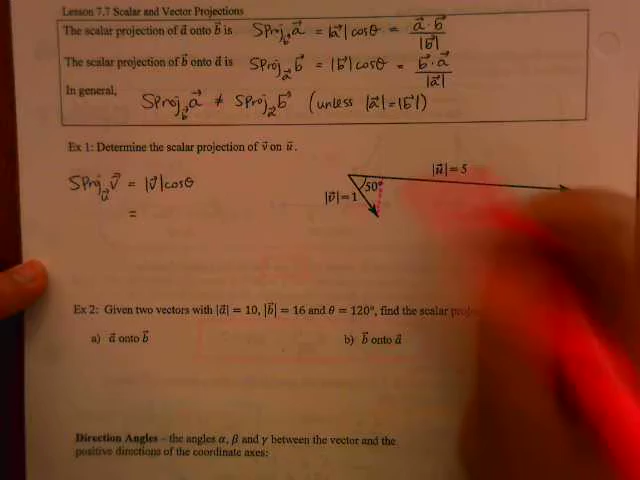 Lesson 7.7 Scalar and Vector Projections
The scalar projection of a⃗ onto b⃗ is SProj_b⃗ a⃗ = |a⃗| cosθ = a⃗ · b⃗ / |b⃗|
The scalar projection of b⃗ onto a⃗ is SProj_a⃗ b⃗ = |b⃗| cosθ = b⃗ · a⃗ / |a⃗|
In general,
SProj_b⃗ a⃗ ≠ SProj_a⃗ b⃗ (unless |a⃗| = |b⃗|)
Ex 1: Determine the scalar projection of v⃗ on u⃗.
SProj_u⃗ v⃗ = |v⃗| cosθ
=
|u⃗| = 5
50°
|v⃗| = 1
Ex 2: Given two vectors with |a⃗| = 10, |b⃗| = 16 and θ = 120°, find the scalar
a) a⃗ onto b⃗
b) b⃗ onto a⃗
Direction Angles – the angles α, β and γ between the vector and the
positive directions of the coordinate axes: